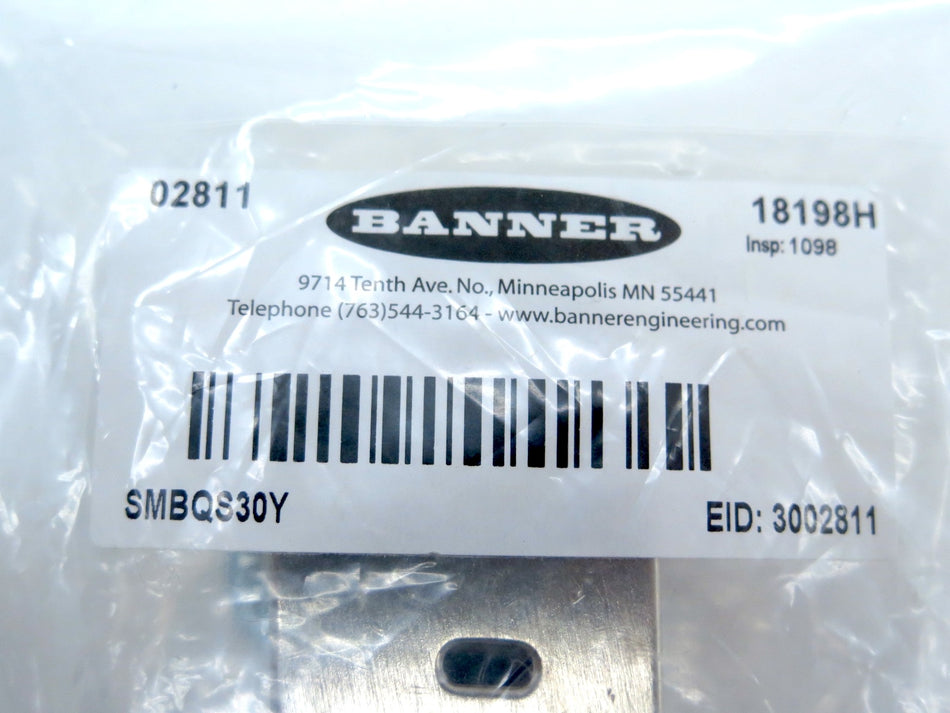 02811
BANNER
18198H
Insp: 1098
9714 Tenth Ave. No., Minneapolis MN 55441
Telephone (763)544-3164 - www.bannerengineering.com
SMBQS30Y
EID: 3002811